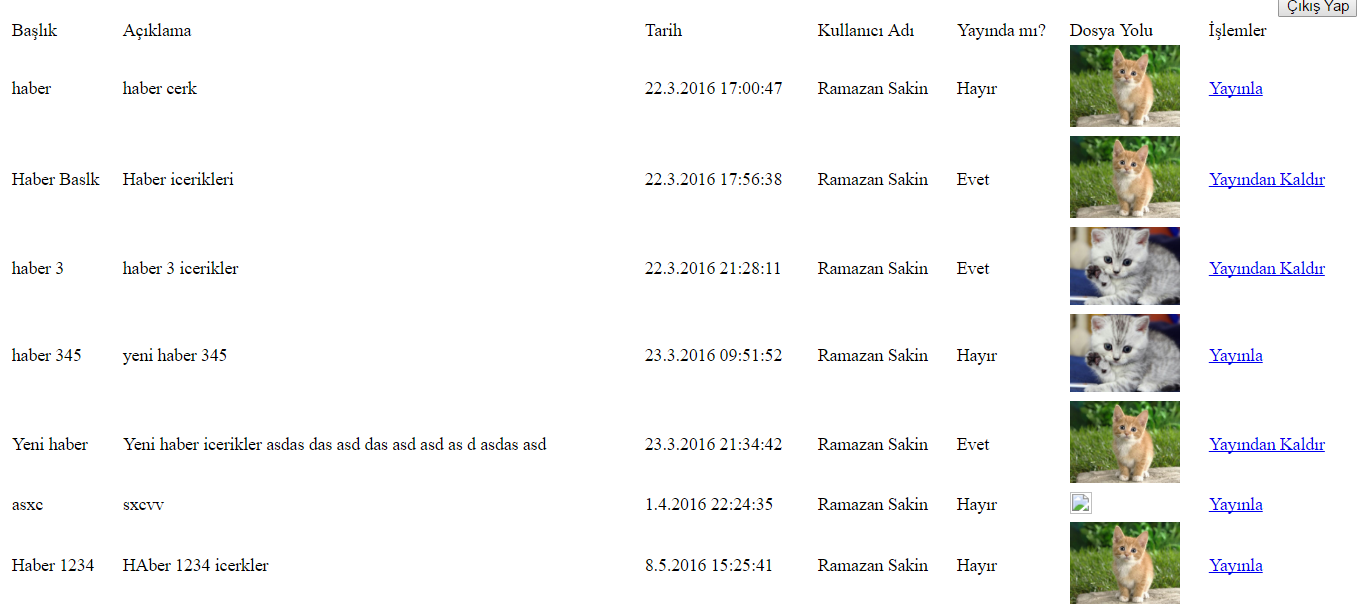 Çıkış Yap
Başlık Açıklama Tarih Kullanıcı Adı Yayında mı? Dosya Yolu İşlemler
haber haber cerk 22.3.2016 17:00:47 Ramazan Sakin Hayır Yayınla
Haber Baslk Haber icerikleri 22.3.2016 17:56:38 Ramazan Sakin Evet Yayından Kaldır
haber 3 haber 3 icerikler 22.3.2016 21:28:11 Ramazan Sakin Evet Yayından Kaldır
haber 345 yeni haber 345 23.3.2016 09:51:52 Ramazan Sakin Hayır Yayınla
Yeni haber Yeni haber icerikler asdas das asd das asd asd as d asdas asd 23.3.2016 21:34:42 Ramazan Sakin Evet Yayından Kaldır
asxc sxcvv 1.4.2016 22:24:35 Ramazan Sakin Hayır Yayınla
Haber 1234 HAber 1234 icerkler 8.5.2016 15:25:41 Ramazan Sakin Hayır Yayınla